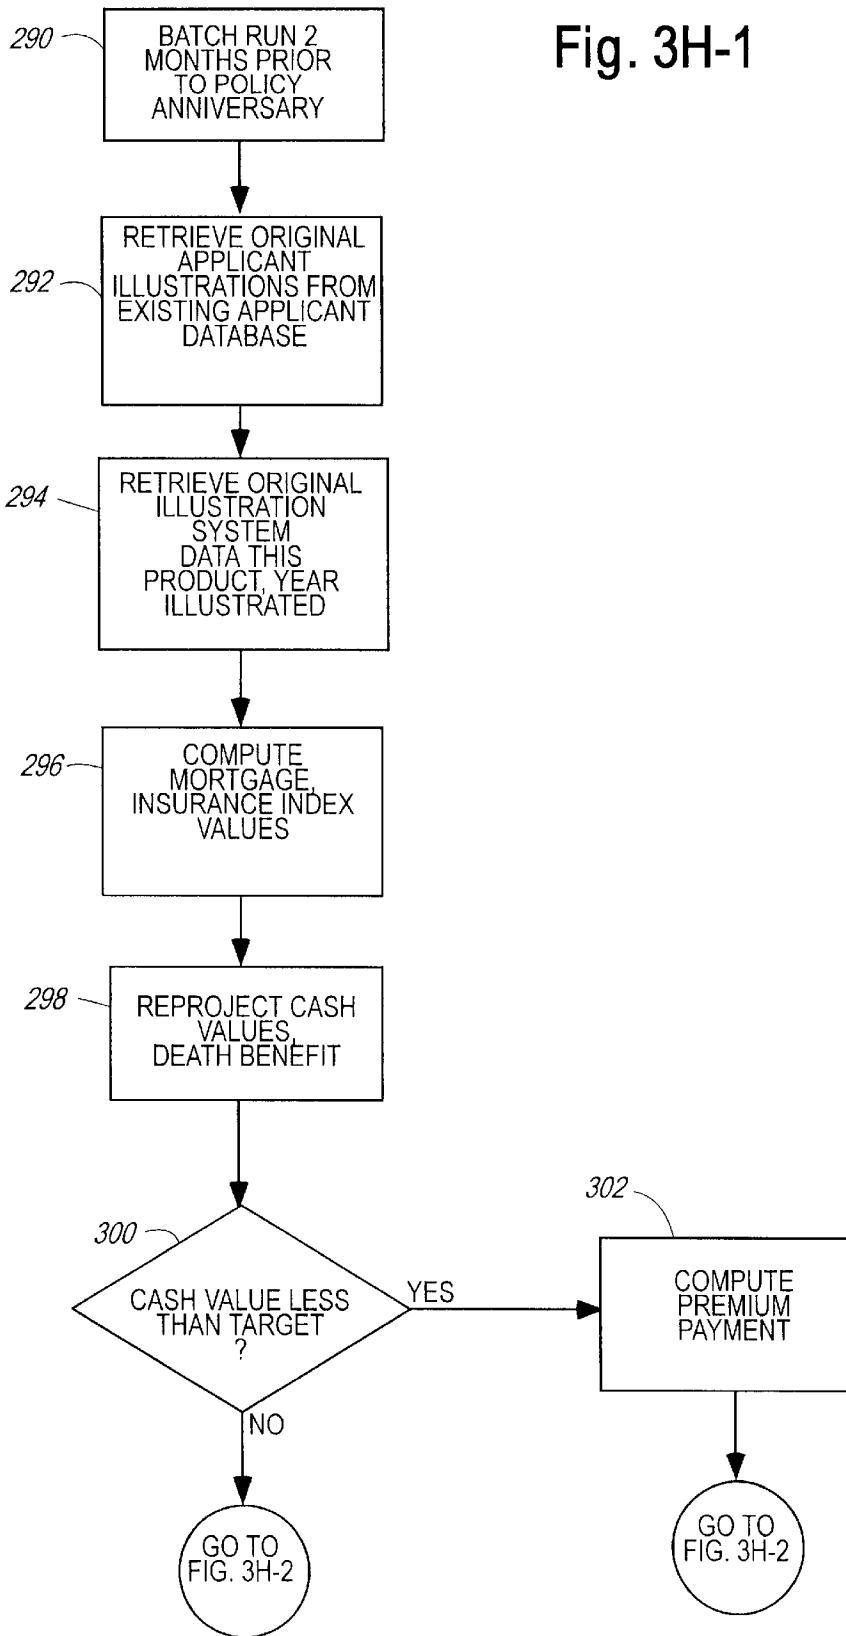 Fig. 3H-1
290
BATCH RUN 2
MONTHS PRIOR
TO POLICY
ANNIVERSARY
292
RETRIEVE ORIGINAL
APPLICANT
ILLUSTRATIONS FROM
EXISTING APPLICANT
DATABASE
294
RETRIEVE ORIGINAL
ILLUSTRATION
SYSTEM
DATA THIS
PRODUCT, YEAR
ILLUSTRATED
296
COMPUTE
MORTGAGE,
INSURANCE INDEX
VALUES
298
REPROJECT CASH
VALUES,
DEATH BENEFIT
300
CASH VALUE LESS
THAN TARGET
?
YES
302
COMPUTE
PREMIUM
PAYMENT
NO
GO TO
FIG. 3H-2
GO TO
FIG. 3H-2